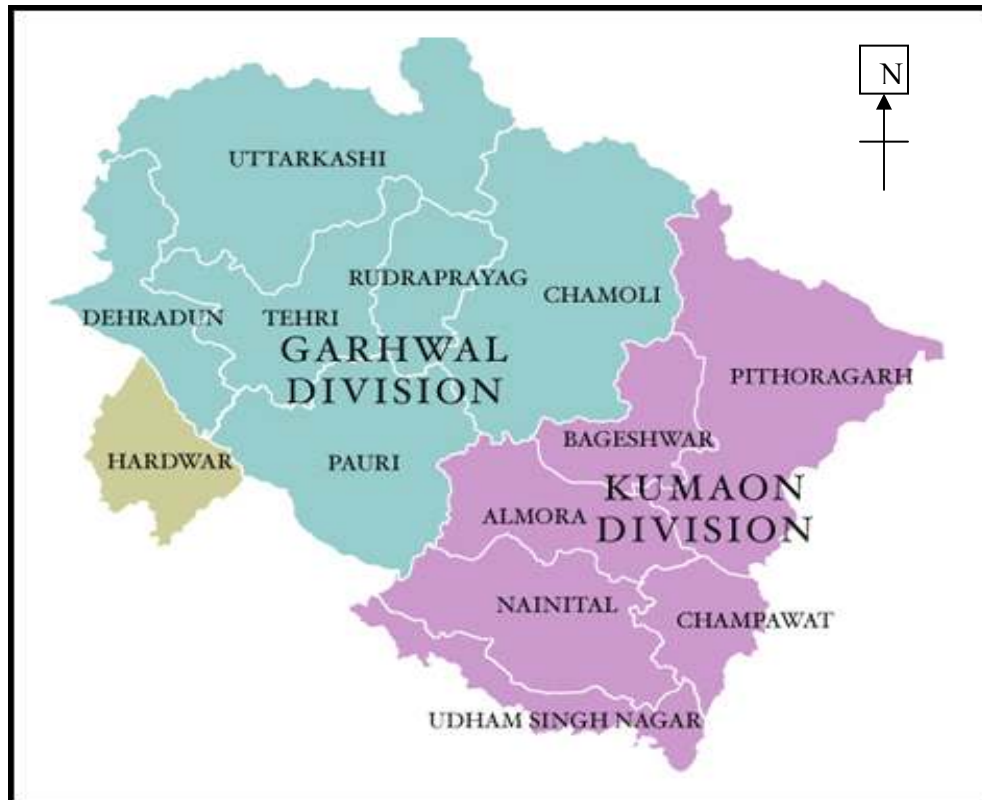 N
UTTARKASHI
RUDRAPRAYAG
CHAMOLI
DEHRADUN
TEHRI
GARHWAL
DIVISION
PITHORAGARH
BAGESHWAR
HARDWAR
PAURI
KUMAON
DIVISION
ALMORA
NAINITAL
CHAMPAWAT
UDHAM SINGH NAGAR